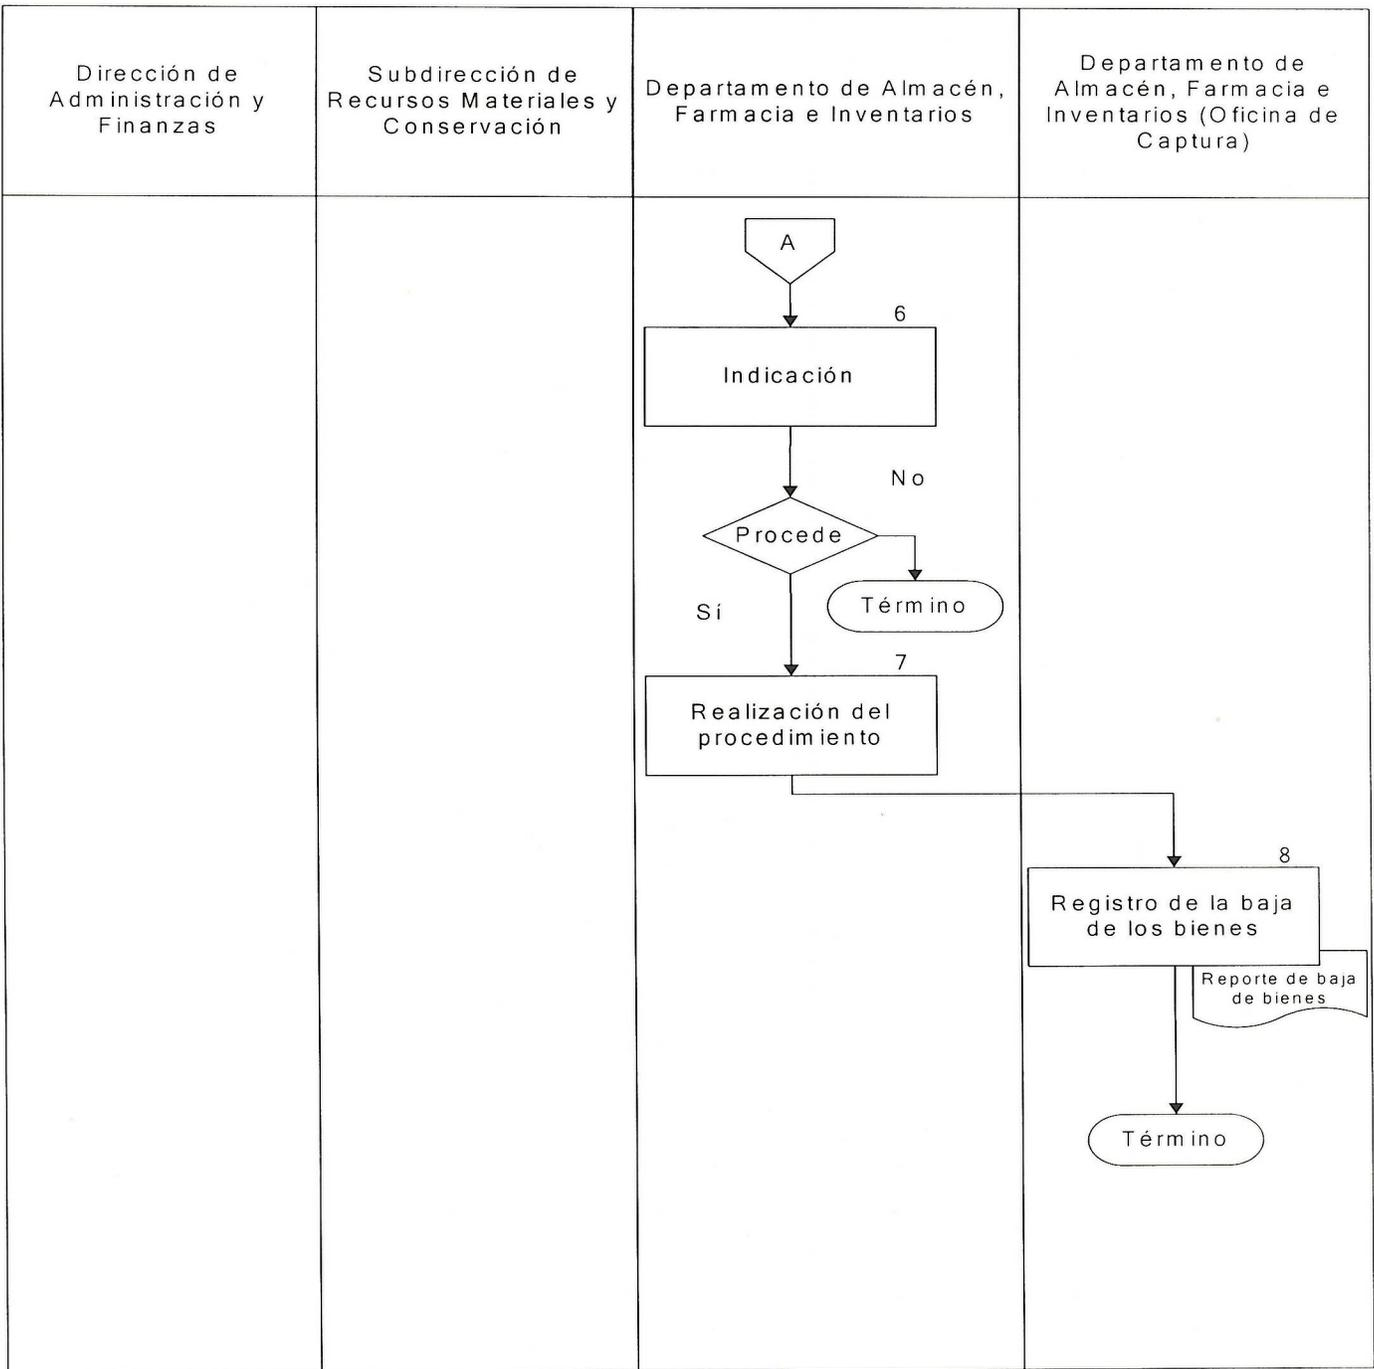 Dirección de
Administración y
Finanzas
Subdirección de
Recursos Materiales y
Conservación
Departamento de Almacén,
Farmacia e Inventarios
Departamento de
Almacén, Farmacia e
Inventarios (Oficina de
Captura)
A
6
Indicación
No
Procede
Término
Sí
7
Realización del
procedimiento
8
Registro de la baja
de los bienes
Reporte de baja
de bienes
Término